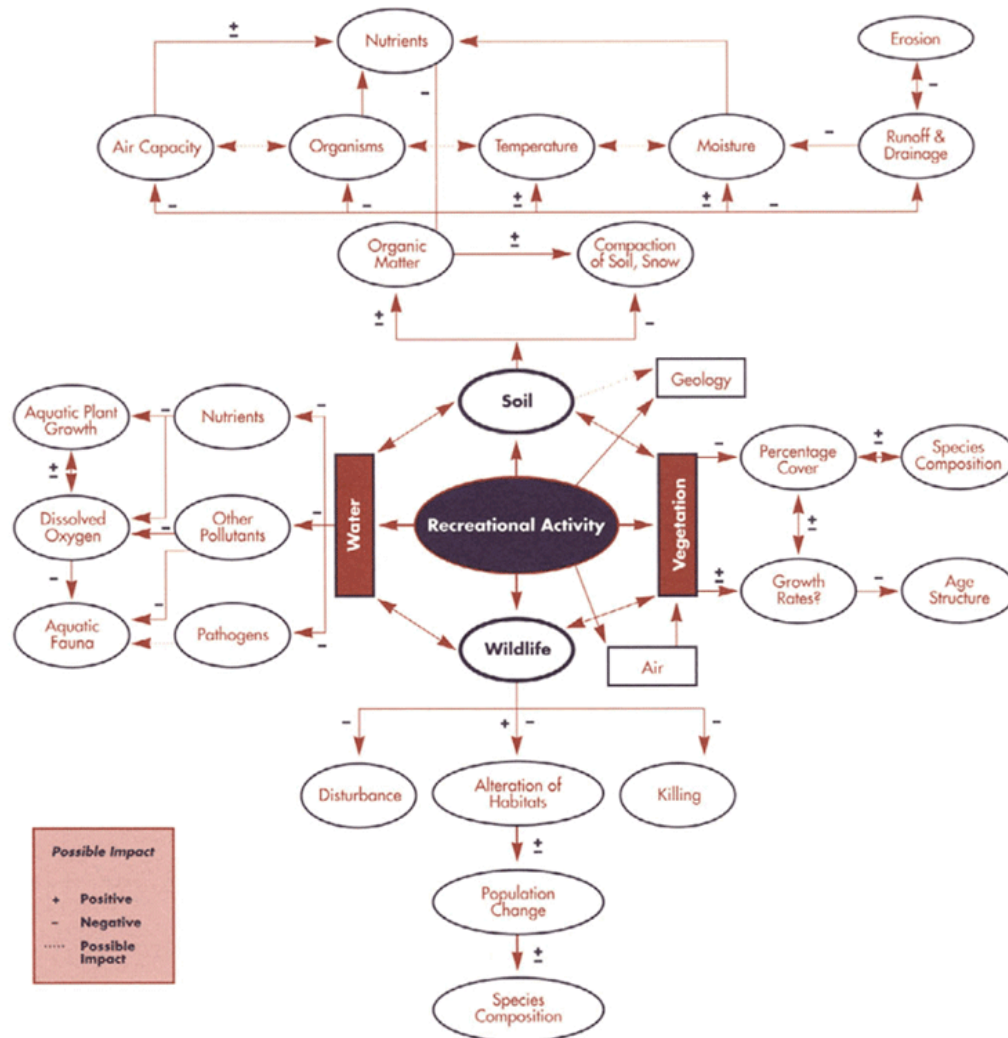 ±
Nutrients
Erosion
−
−
Air Capacity
Organisms
Temperature
Moisture
−
Runoff &
Drainage
−
−
±
±
−
Organic
Matter
±
Compaction
of Soil, Snow
±
−
Soil
Geology
Aquatic Plant
Growth
−
Nutrients
−
−
Percentage
Cover
±
Species
Composition
±
Dissolved
Oxygen
−
Other
Pollutants
−
Water
Recreational Activity
Vegetation
±
−
−
±
Growth
Rates?
−
Age
Structure
Aquatic
Fauna
Pathogens
−
Wildlife
Air
−
+ −
−
Disturbance
Alteration of
Habitats
Killing
±
Possible Impact
+ Positive
− Negative
····· Possible
Impact
Population
Change
±
Species
Composition